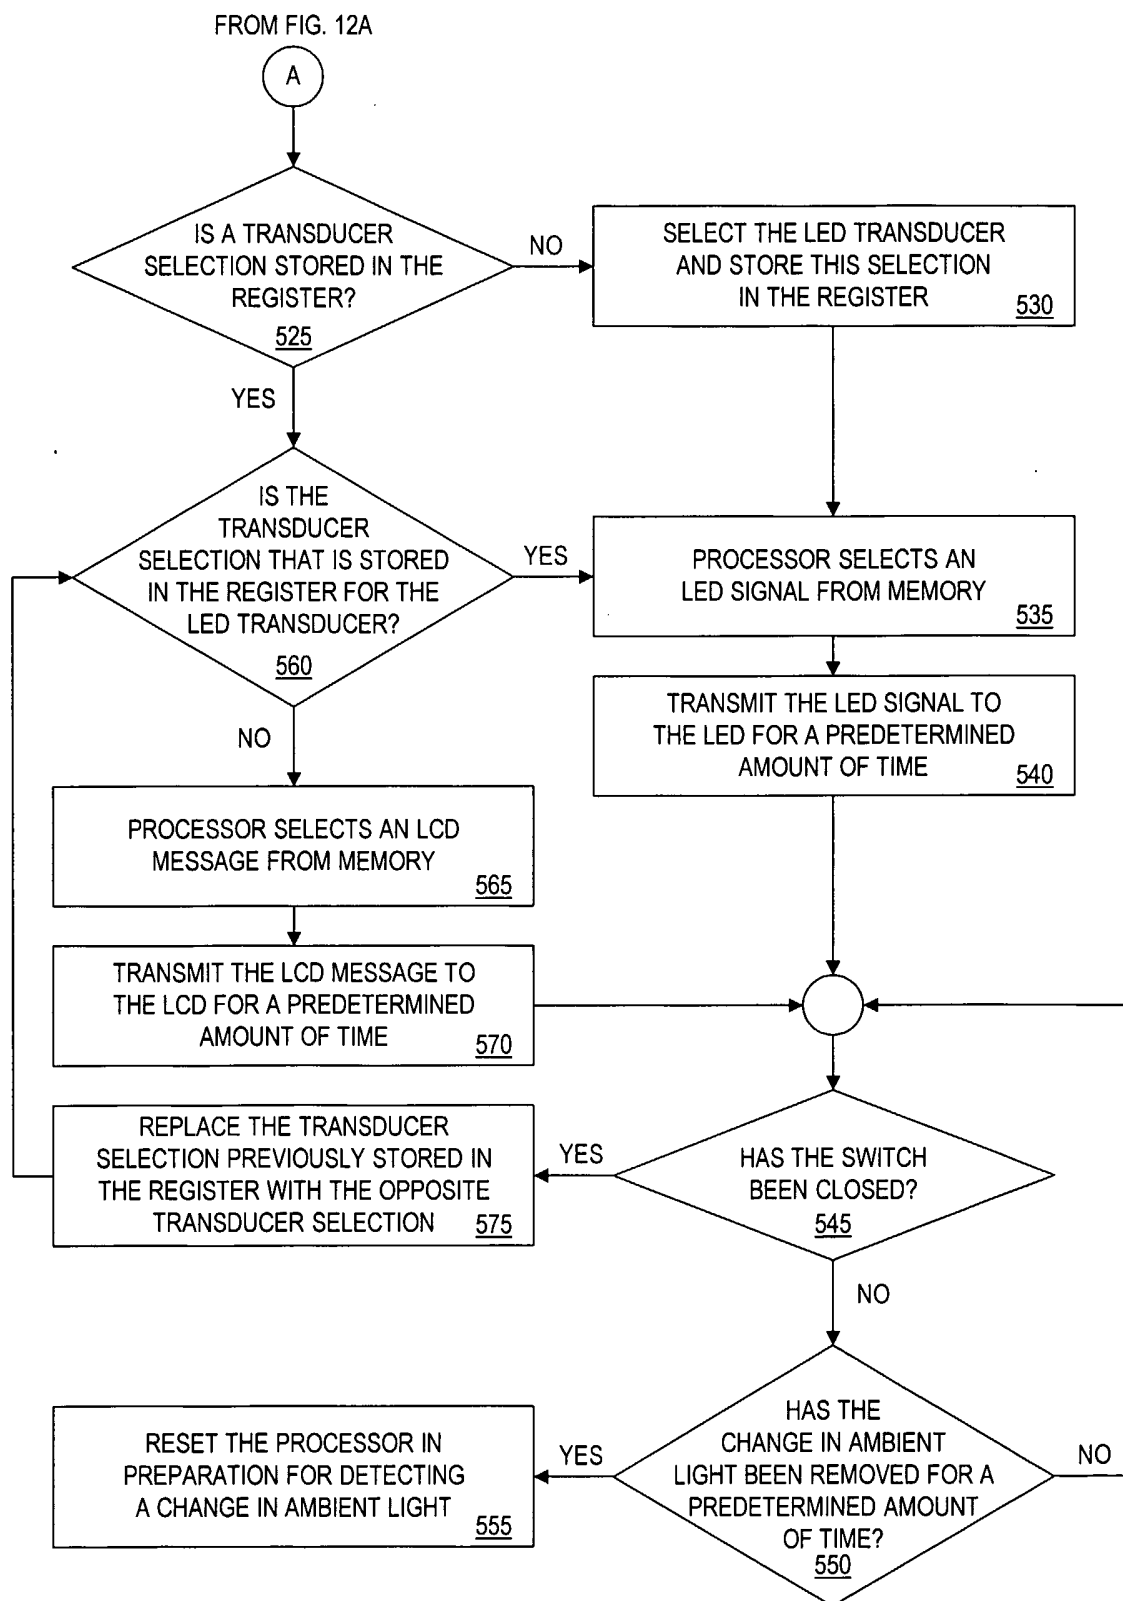 FROM FIG. 12A
A
IS A TRANSDUCER
SELECTION STORED IN THE
REGISTER?
525
NO
SELECT THE LED TRANSDUCER
AND STORE THIS SELECTION
IN THE REGISTER
530
YES
IS THE
TRANSDUCER
SELECTION THAT IS STORED
IN THE REGISTER FOR THE
LED TRANSDUCER?
560
YES
PROCESSOR SELECTS AN
LED SIGNAL FROM MEMORY
535
TRANSMIT THE LED SIGNAL TO
THE LED FOR A PREDETERMINED
AMOUNT OF TIME
540
NO
PROCESSOR SELECTS AN LCD
MESSAGE FROM MEMORY
565
TRANSMIT THE LCD MESSAGE TO
THE LCD FOR A PREDETERMINED
AMOUNT OF TIME
570
REPLACE THE TRANSDUCER
SELECTION PREVIOUSLY STORED IN
THE REGISTER WITH THE OPPOSITE
TRANSDUCER SELECTION
575
YES
HAS THE SWITCH
BEEN CLOSED?
545
NO
RESET THE PROCESSOR IN
PREPARATION FOR DETECTING
A CHANGE IN AMBIENT LIGHT
555
YES
HAS THE
CHANGE IN AMBIENT
LIGHT BEEN REMOVED FOR A
PREDETERMINED AMOUNT
OF TIME?
550
NO